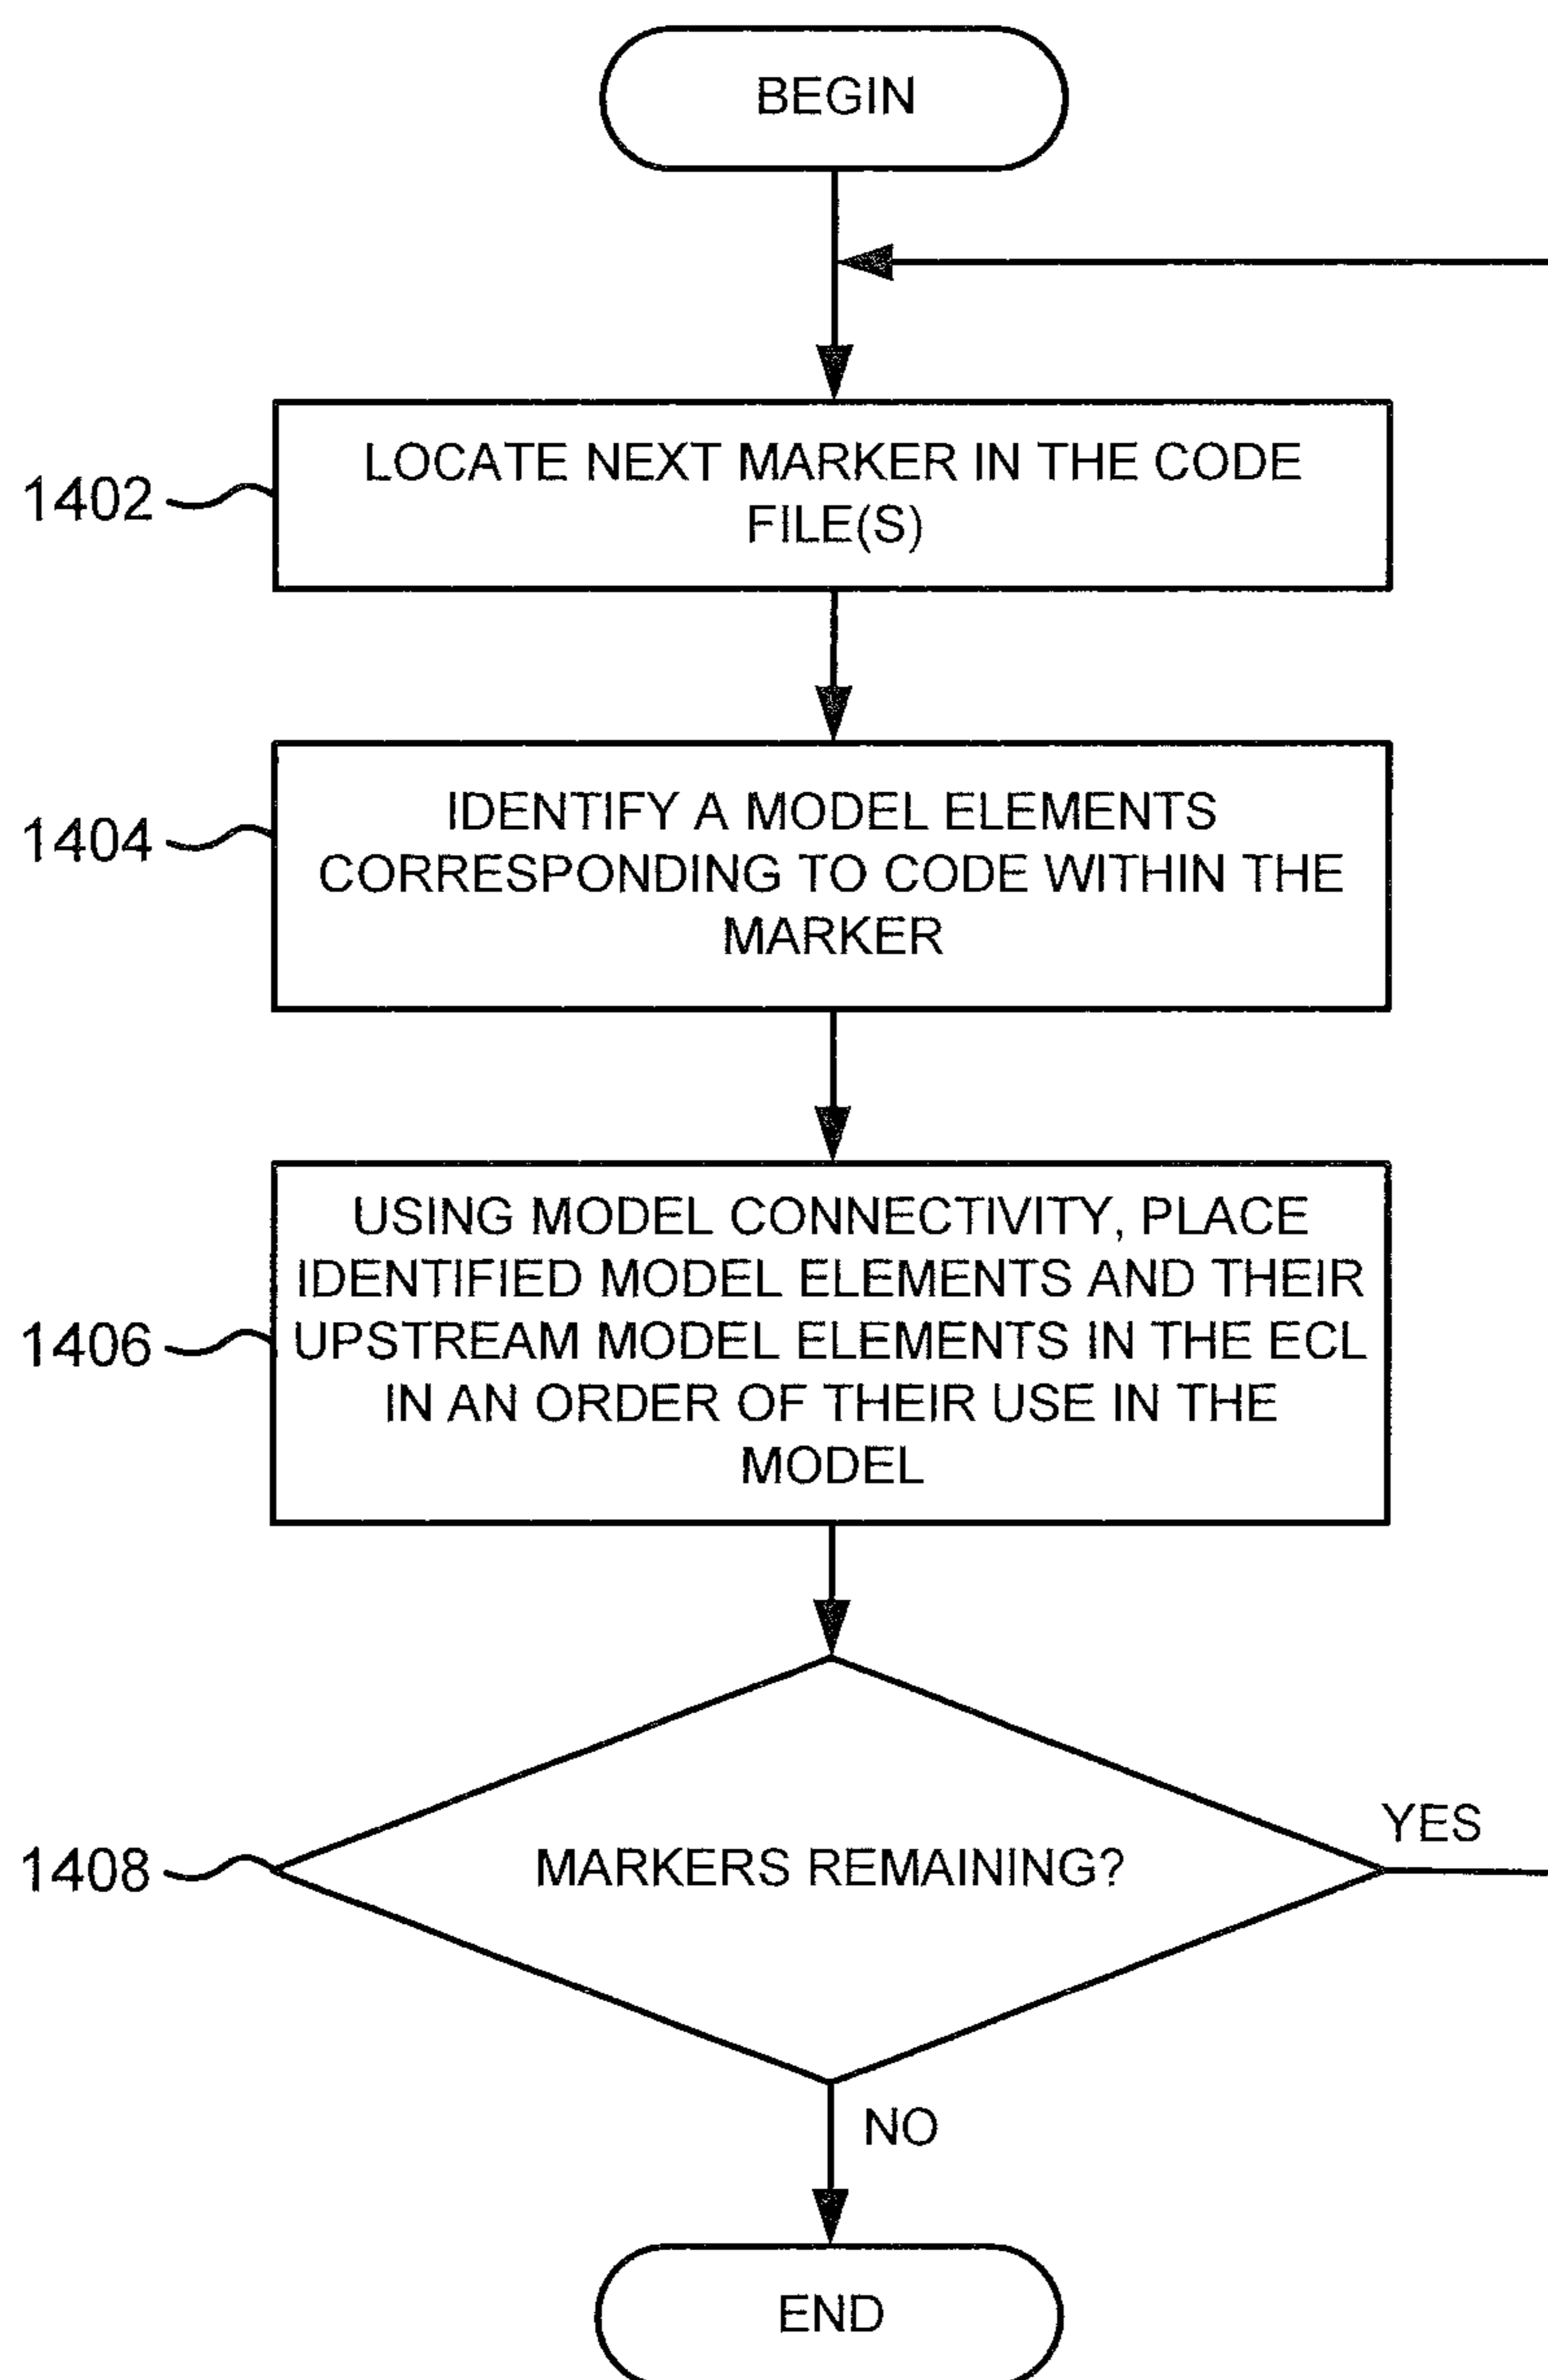 BEGIN
1402
LOCATE NEXT MARKER IN THE CODE
FILE(S)
1404
IDENTIFY A MODEL ELEMENTS
CORRESPONDING TO CODE WITHIN THE
MARKER
1406
USING MODEL CONNECTIVITY, PLACE
IDENTIFIED MODEL ELEMENTS AND THEIR
UPSTREAM MODEL ELEMENTS IN THE ECL
IN AN ORDER OF THEIR USE IN THE
MODEL
1408
MARKERS REMAINING?
YES
NO
END